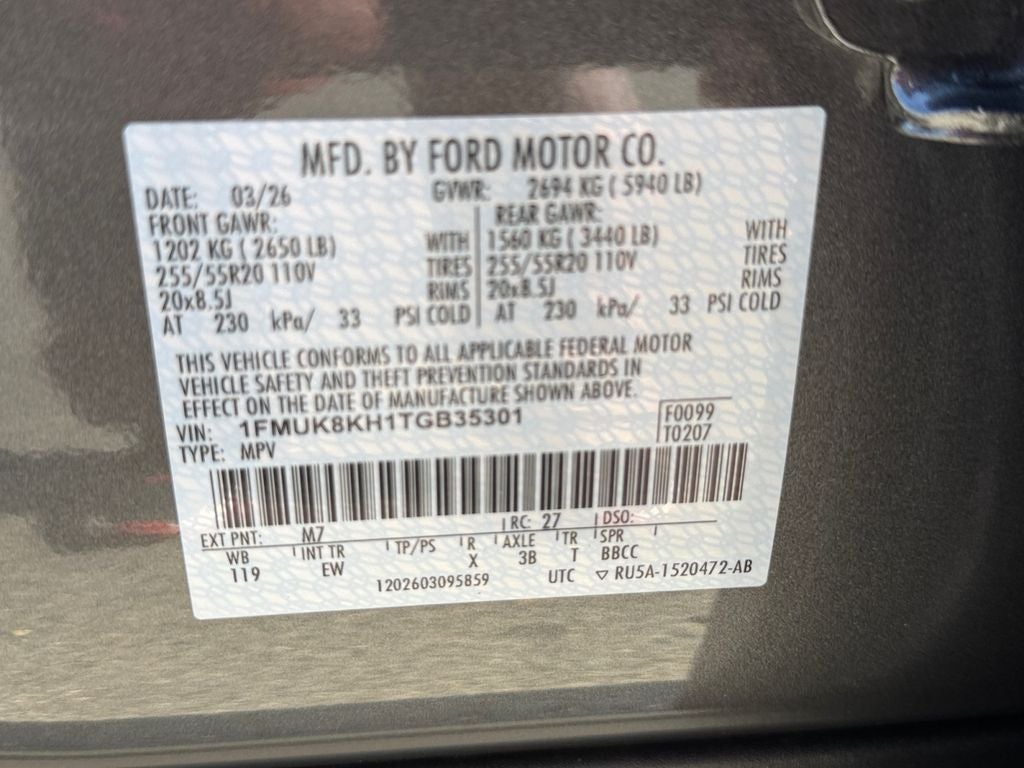 MFD. BY FORD MOTOR CO.
DATE: 03/26 GVWR: 2694 KG ( 5940 LB)
FRONT GAWR: REAR GAWR:
1202 KG ( 2650 LB) WITH 1560 KG ( 3440 LB) WITH
255/55R20 110V TIRES 255/55R20 110V TIRES
20x8.5J RIMS 20x8.5J RIMS
AT 230 kPa/ 33 PSI COLD AT 230 kPa/ 33 PSI COLD
THIS VEHICLE CONFORMS TO ALL APPLICABLE FEDERAL MOTOR
VEHICLE SAFETY AND THEFT PREVENTION STANDARDS IN
EFFECT ON THE DATE OF MANUFACTURE SHOWN ABOVE.
VIN: 1FMUK8KH1TGB35301 F0099
TYPE: MPV T0207
EXT PNT: M7 RC: 27 DSO:
WB INT TR TP/PS R AXLE TR SPR
119 EW X 3B T BBCC
1202603095859 UTC ▽ RU5A-1520472-AB